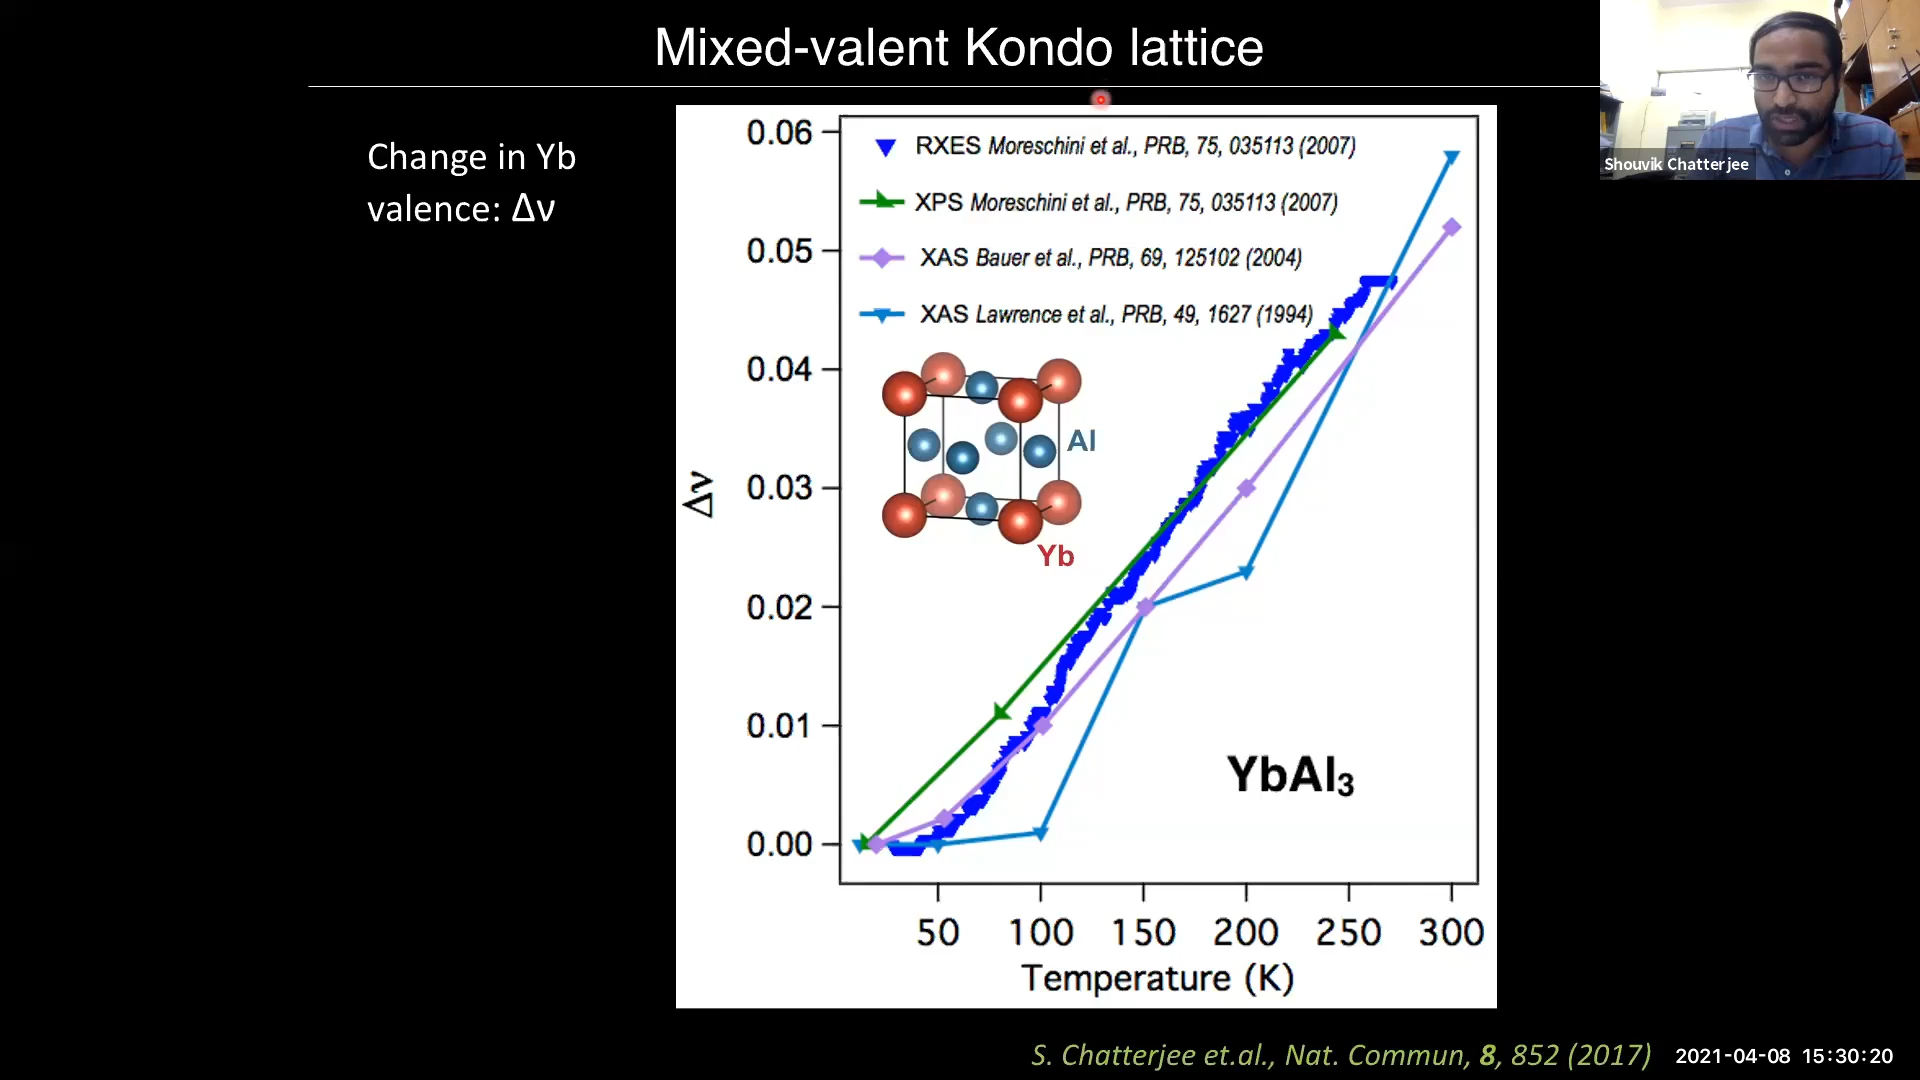 Mixed-valent Kondo lattice
Shouvik Chatterjee
Change in Yb
valence: Δν
RXES Moreschini et al., PRB, 75, 035113 (2007)
XPS Moreschini et al., PRB, 75, 035113 (2007)
XAS Bauer et al., PRB, 69, 125102 (2004)
XAS Lawrence et al., PRB, 49, 1627 (1994)
0.06
0.05
0.04
0.03
0.02
0.01
0.00
Δν
Al
Yb
YbAl₃
50 100 150 200 250 300
Temperature (K)
S. Chatterjee et.al., Nat. Commun, 8, 852 (2017)
2021-04-08 15:30:20